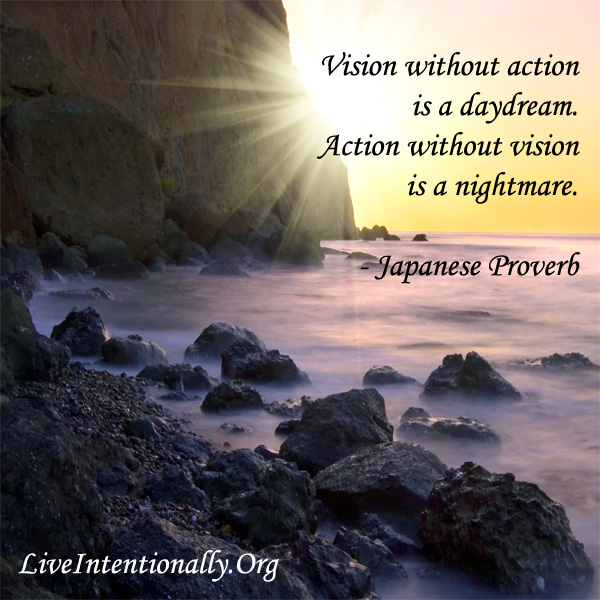 Vision without action
is a daydream.
Action without vision
is a nightmare.
- Japanese Proverb
LiveIntentionally.Org